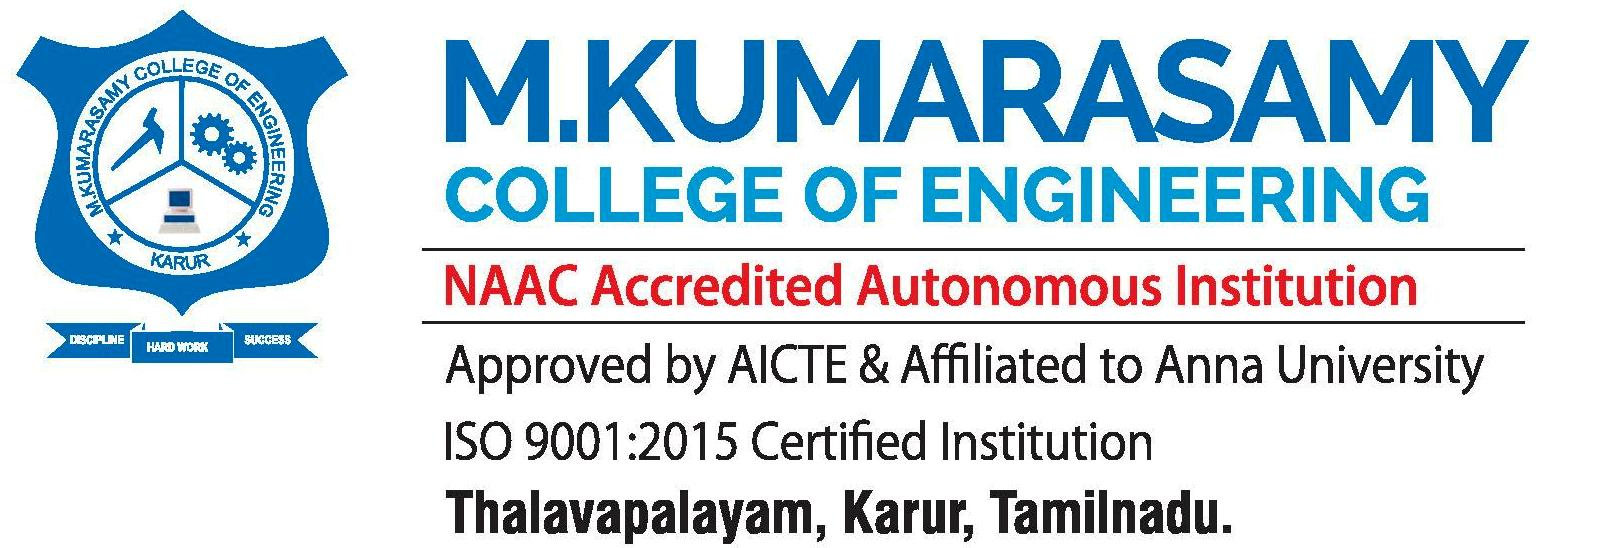 M.KUMARASAMY COLLEGE OF ENGINEERING
KARUR
DISCIPLINE
HARD WORK
SUCCESS
M.KUMARASAMY
COLLEGE OF ENGINEERING
NAAC Accredited Autonomous Institution
Approved by AICTE & Affiliated to Anna University
ISO 9001:2015 Certified Institution
Thalavapalayam, Karur, Tamilnadu.